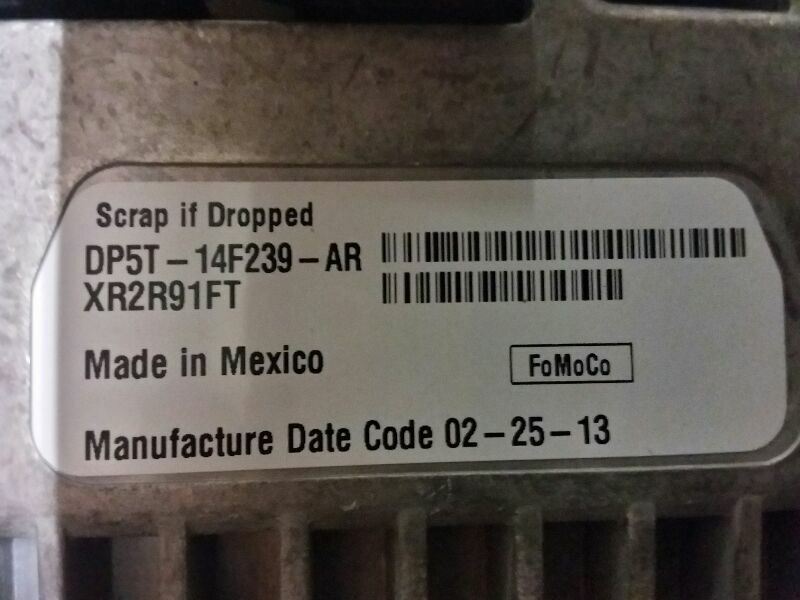 Scrap if Dropped
DP5T-14F239-AR
XR2R91FT
Made in Mexico
FoMoCo
Manufacture Date Code 02-25-13